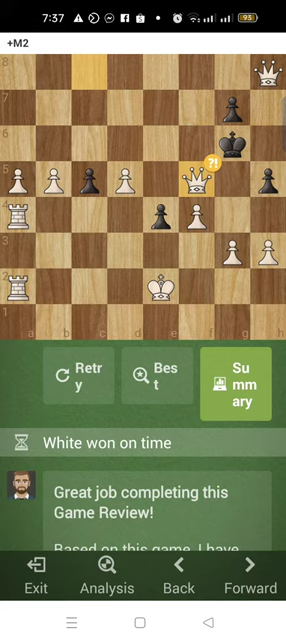 7:37
93
+M2
8
7
6
5
?!
4
3
2
1
a b c d e f g h
Retr
y
Bes
t
Su
mm
ary
White won on time
Great job completing this
Game Review!
Based on this game, I have
Exit
Analysis
Back
Forward